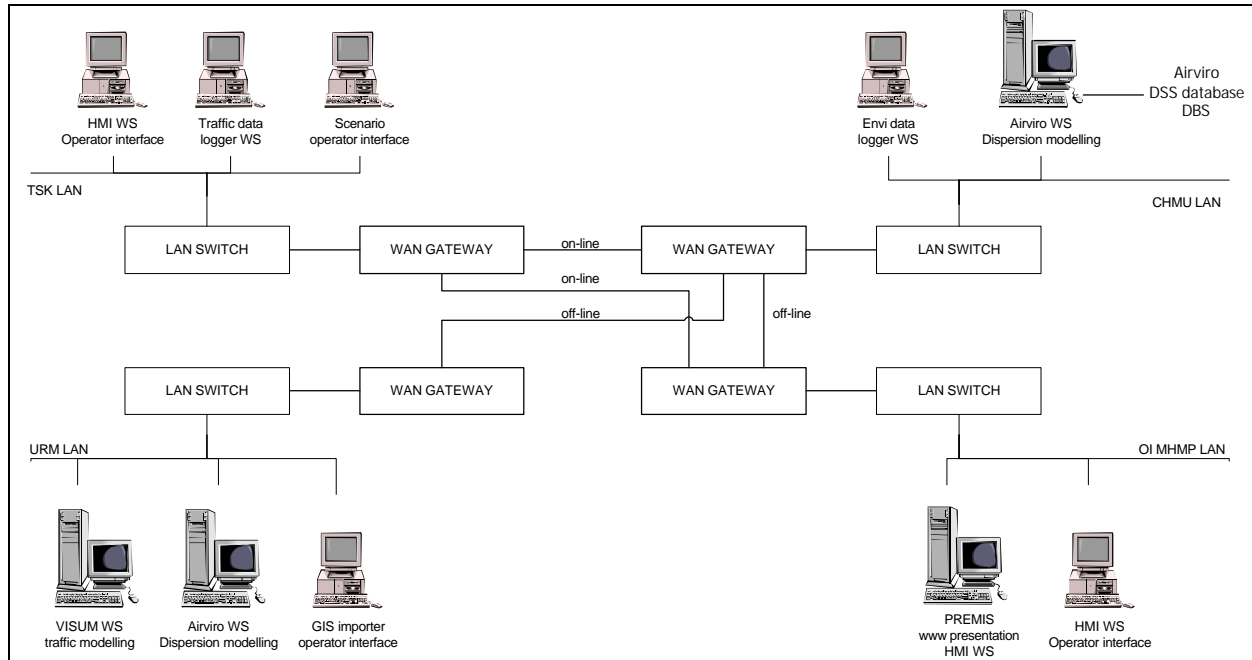 HMI WS
Operator interface
Traffic data
logger WS
Scenario
operator interface
Envi data
logger WS
Airviro WS
Dispersion modelling
Airviro
DSS database
DBS
TSK LAN
CHMU LAN
LAN SWITCH
WAN GATEWAY
on-line
WAN GATEWAY
LAN SWITCH
on-line
off-line
off-line
LAN SWITCH
WAN GATEWAY
WAN GATEWAY
LAN SWITCH
URM LAN
OI MHMP LAN
VISUM WS
traffic modelling
Airviro WS
Dispersion modelling
GIS importer
operator interface
PREMIS
www presentation
HMI WS
HMI WS
Operator interface